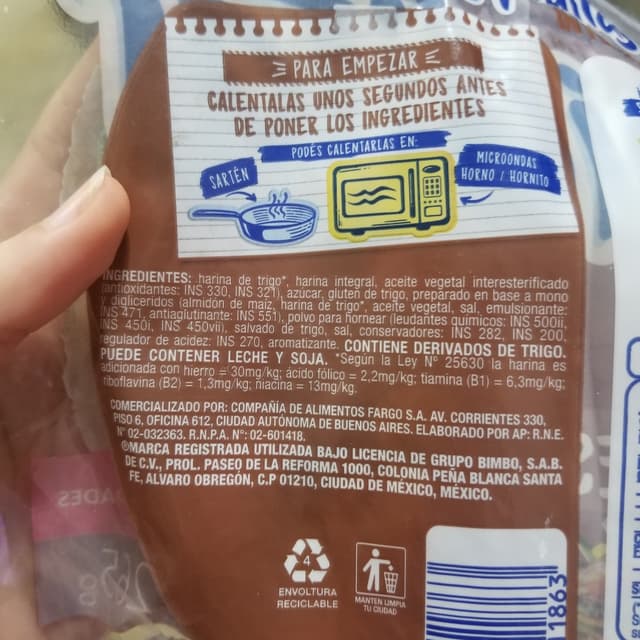 PARA EMPEZAR
CALENTALAS UNOS SEGUNDOS ANTES
DE PONER LOS INGREDIENTES
PODÉS CALENTARLAS EN:
SARTÉN
MICROONDAS
HORNO / HORNITO
INGREDIENTES: harina de trigo*, harina integral, aceite vegetal interesterificado
(antioxidantes: INS 330, INS 321), azúcar, gluten de trigo, preparado en base a mono
y digliceridos (almidón de maíz, harina de trigo*, aceite vegetal, sal, emulsionante:
INS 471, antiaglutinante: INS 551), polvo para hornear (leudantes químicos: INS 500ii,
INS 450i, INS 450vii), salvado de trigo, sal, conservadores: INS 282, INS 200,
regulador de acidez: INS 270, aromatizante. CONTIENE DERIVADOS DE TRIGO.
PUEDE CONTENER LECHE Y SOJA. *Según la Ley N° 25630 la harina es
adicionada con hierro = 30mg/kg; ácido fólico = 2,2mg/kg; tiamina (B1) = 6,3mg/kg;
riboflavina (B2) = 1,3mg/kg; niacina = 13mg/kg.
COMERCIALIZADO POR: COMPAÑÍA DE ALIMENTOS FARGO S.A. AV. CORRIENTES 330,
PISO 6, OFICINA 612, CIUDAD AUTÓNOMA DE BUENOS AIRES. ELABORADO POR AP: R.N.E.
N° 02-032363. R.N.P.A. N°: 02-601418.
®MARCA REGISTRADA UTILIZADA BAJO LICENCIA DE GRUPO BIMBO, S.A.B.
DE C.V., PROL. PASEO DE LA REFORMA 1000, COLONIA PEÑA BLANCA SANTA
FE, ALVARO OBREGÓN, C.P 01210, CIUDAD DE MÉXICO, MÉXICO.
4
ENVOLTURA
RECICLABLE
MANTEN LIMPIA
TU CIUDAD
1863
DADES
265g